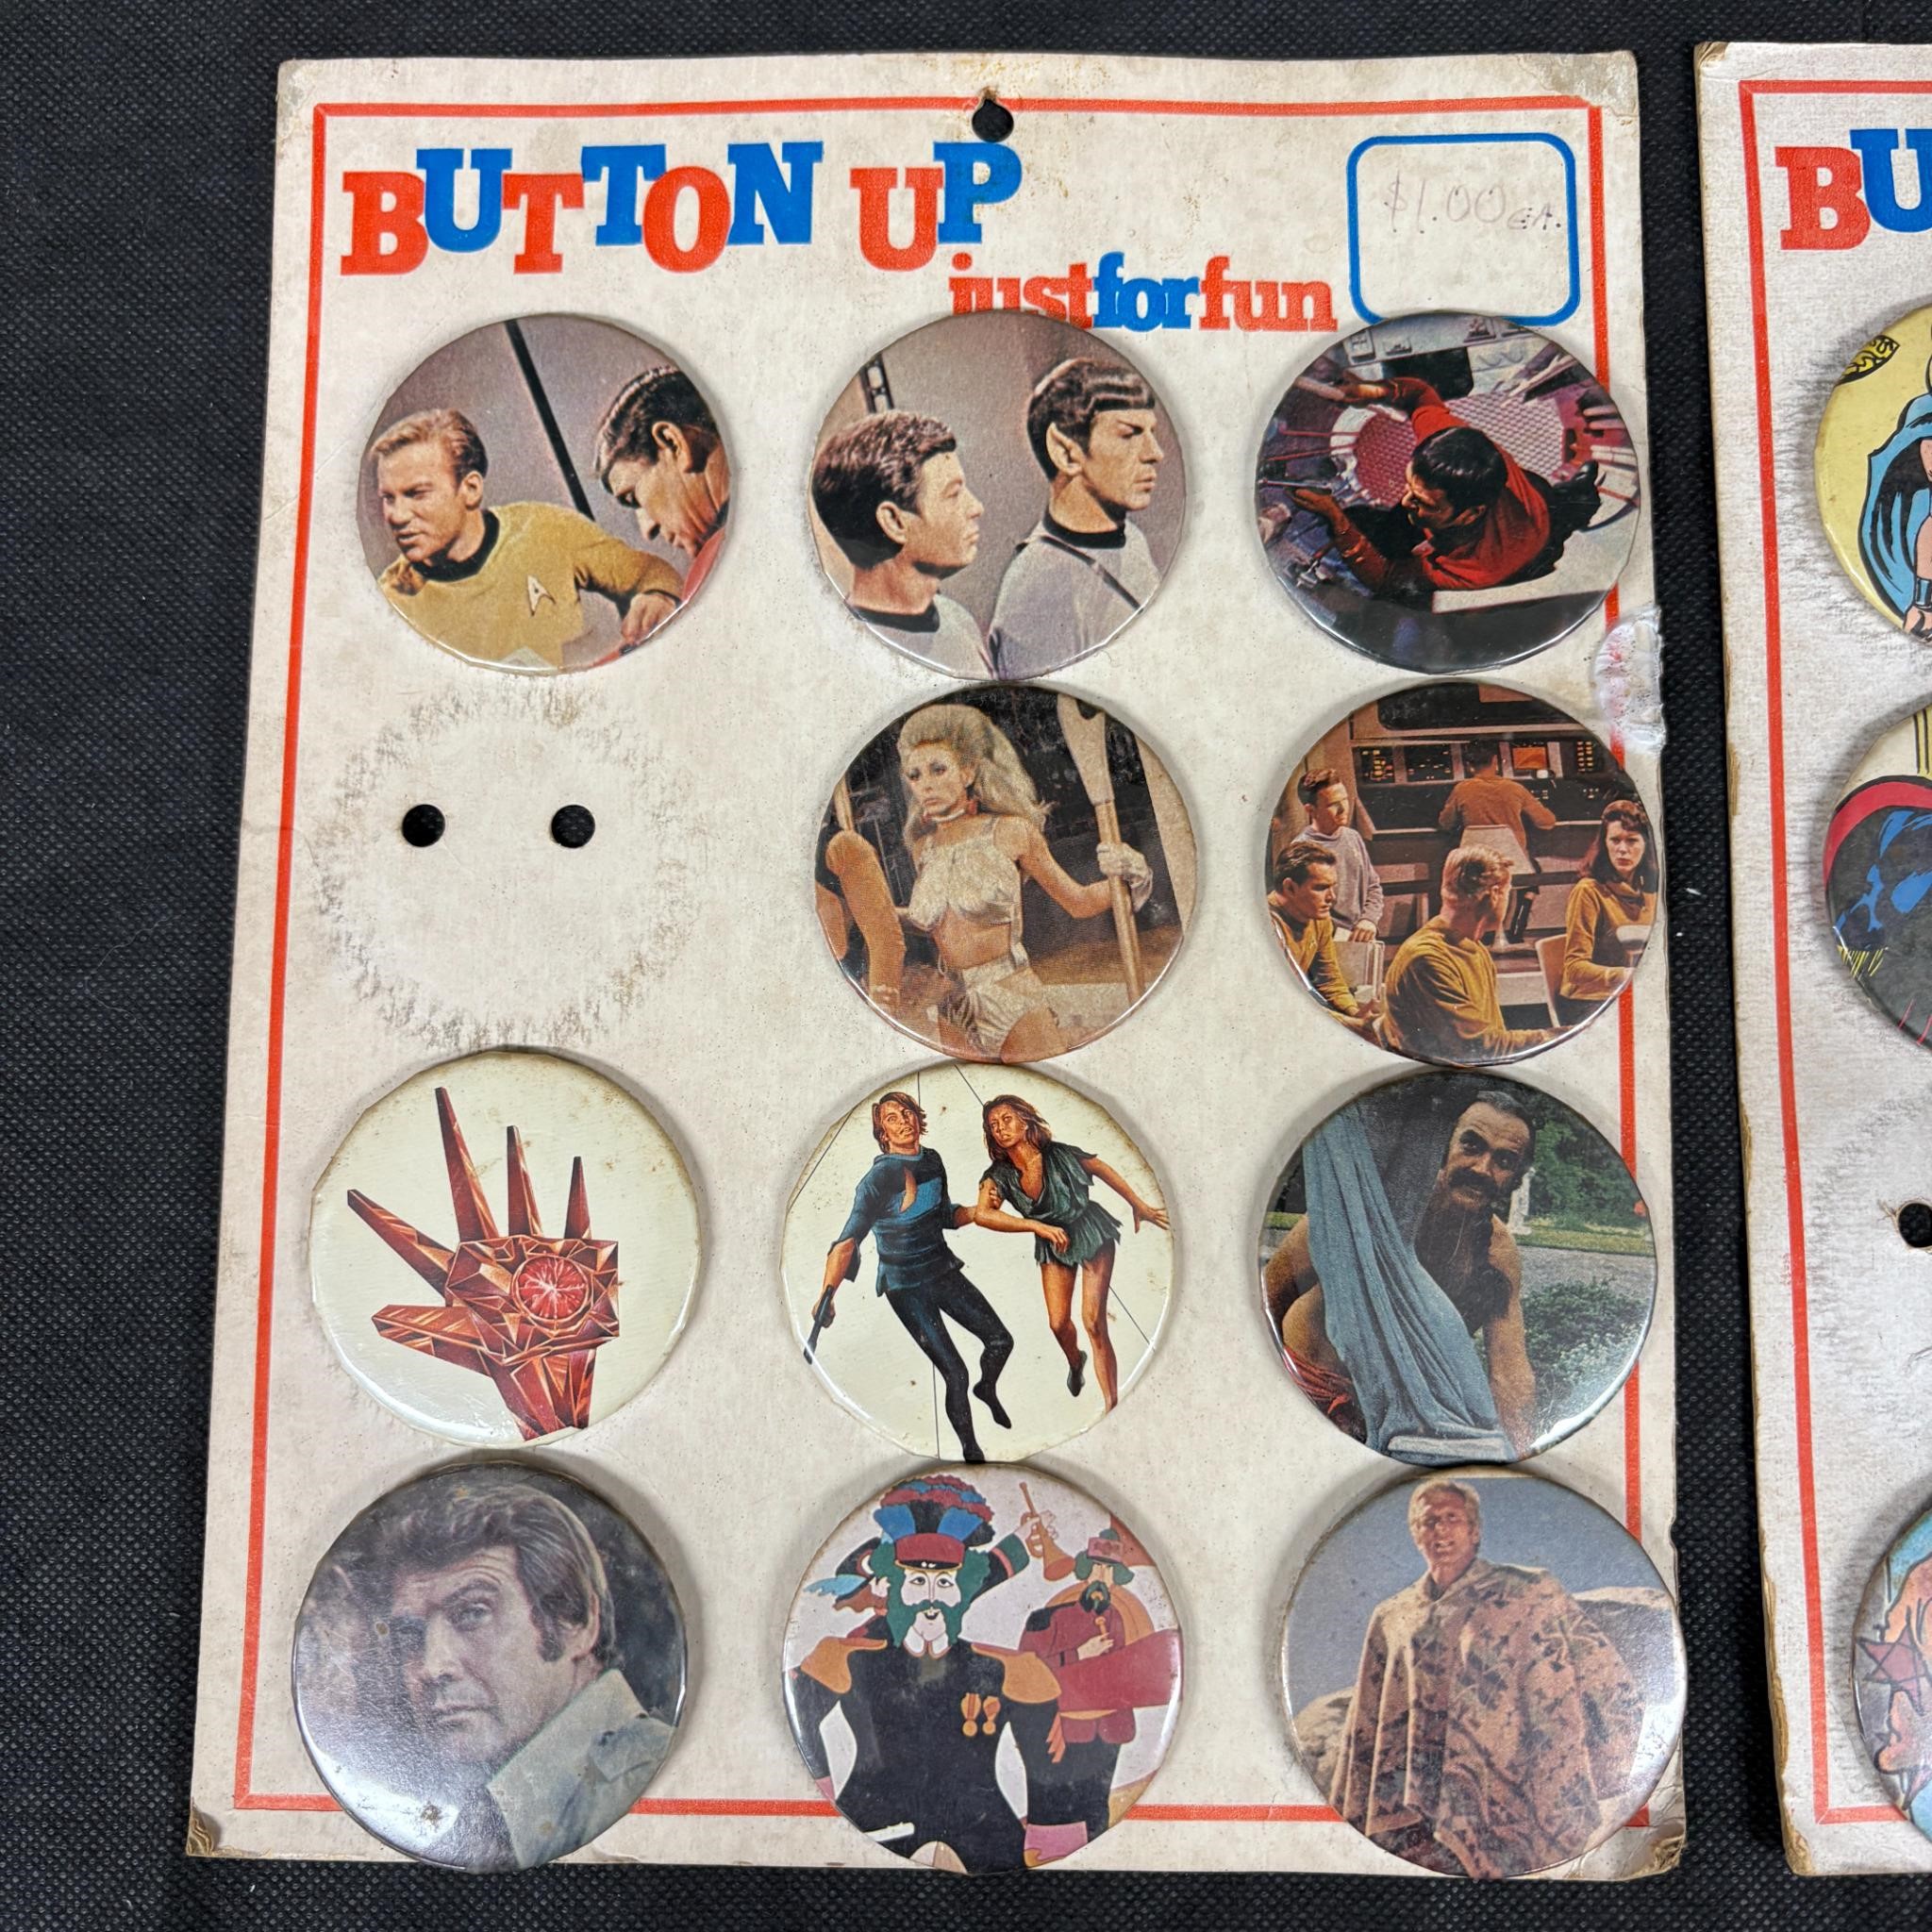 BUTTON UP
just for fun
$1.00 EA.
BU